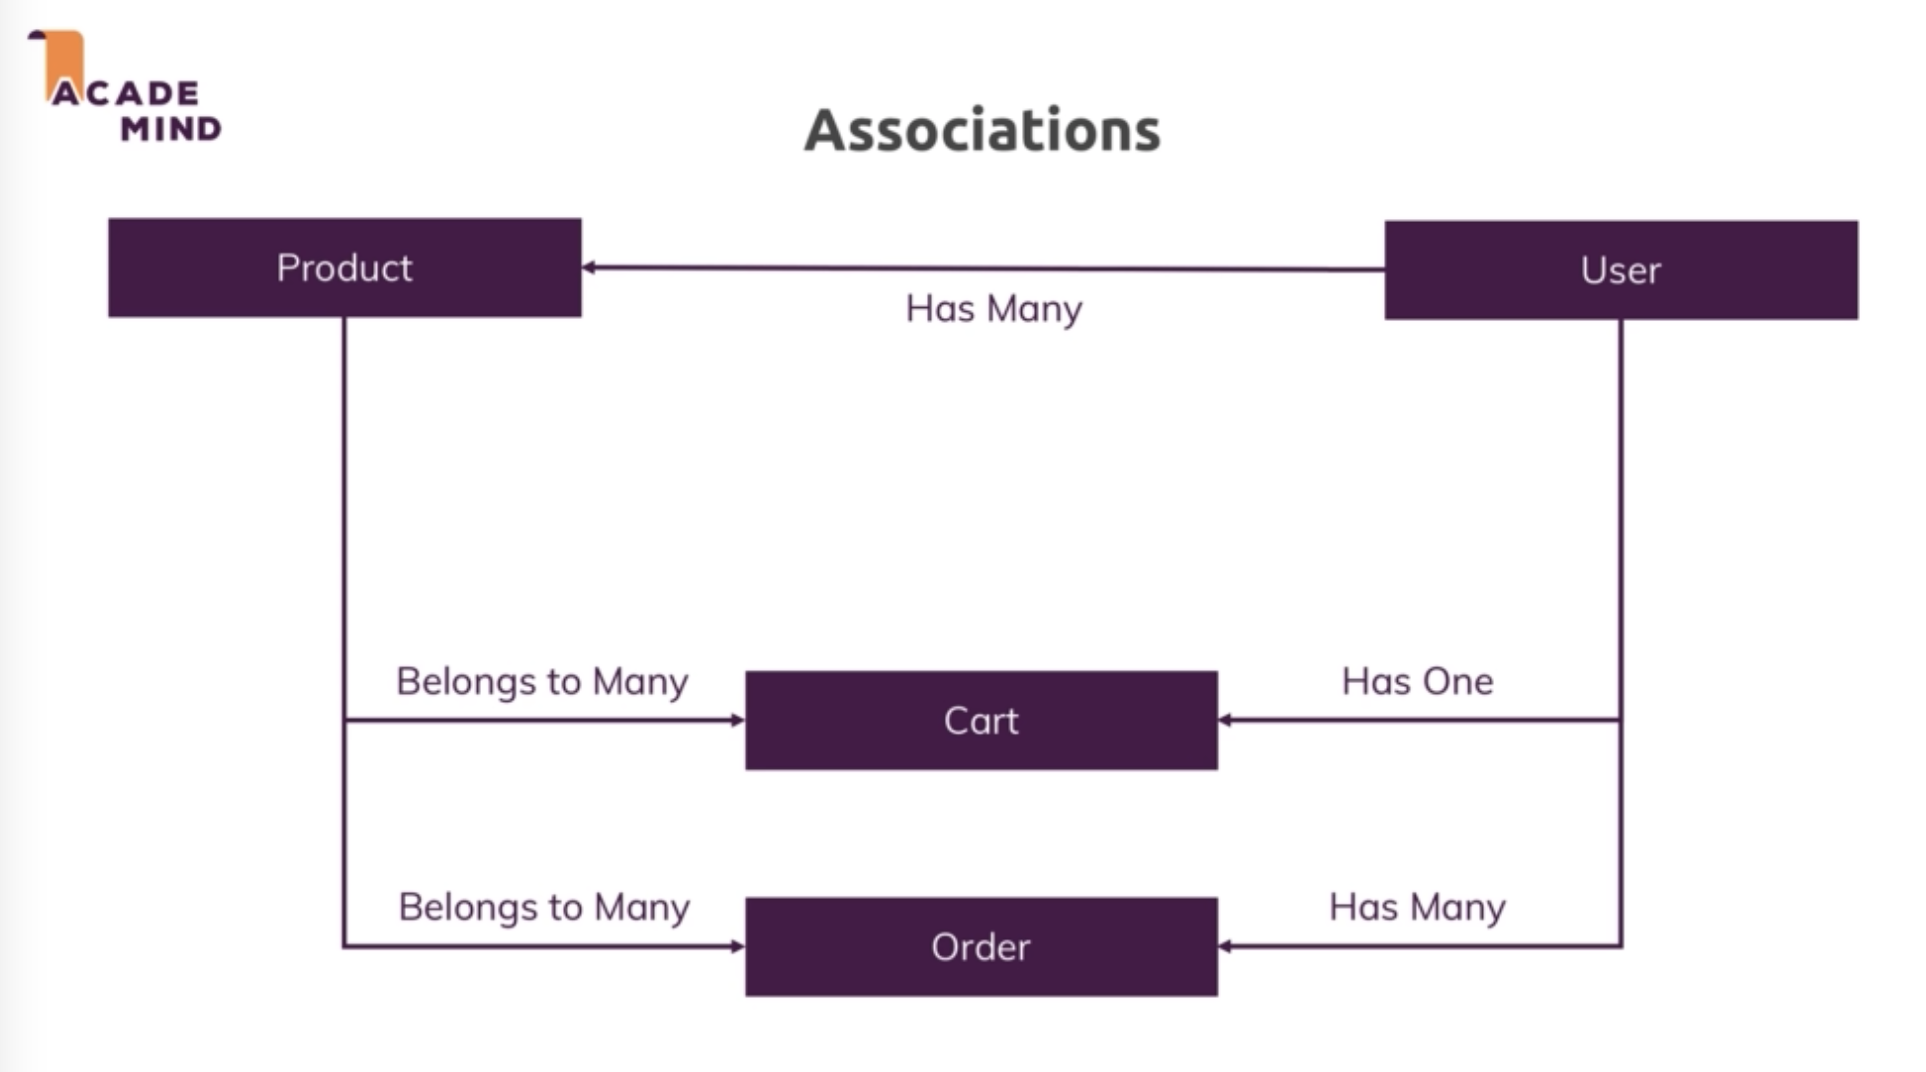 ACADE
MIND
Associations
Product
User
Has Many
Belongs to Many
Has One
Cart
Belongs to Many
Has Many
Order